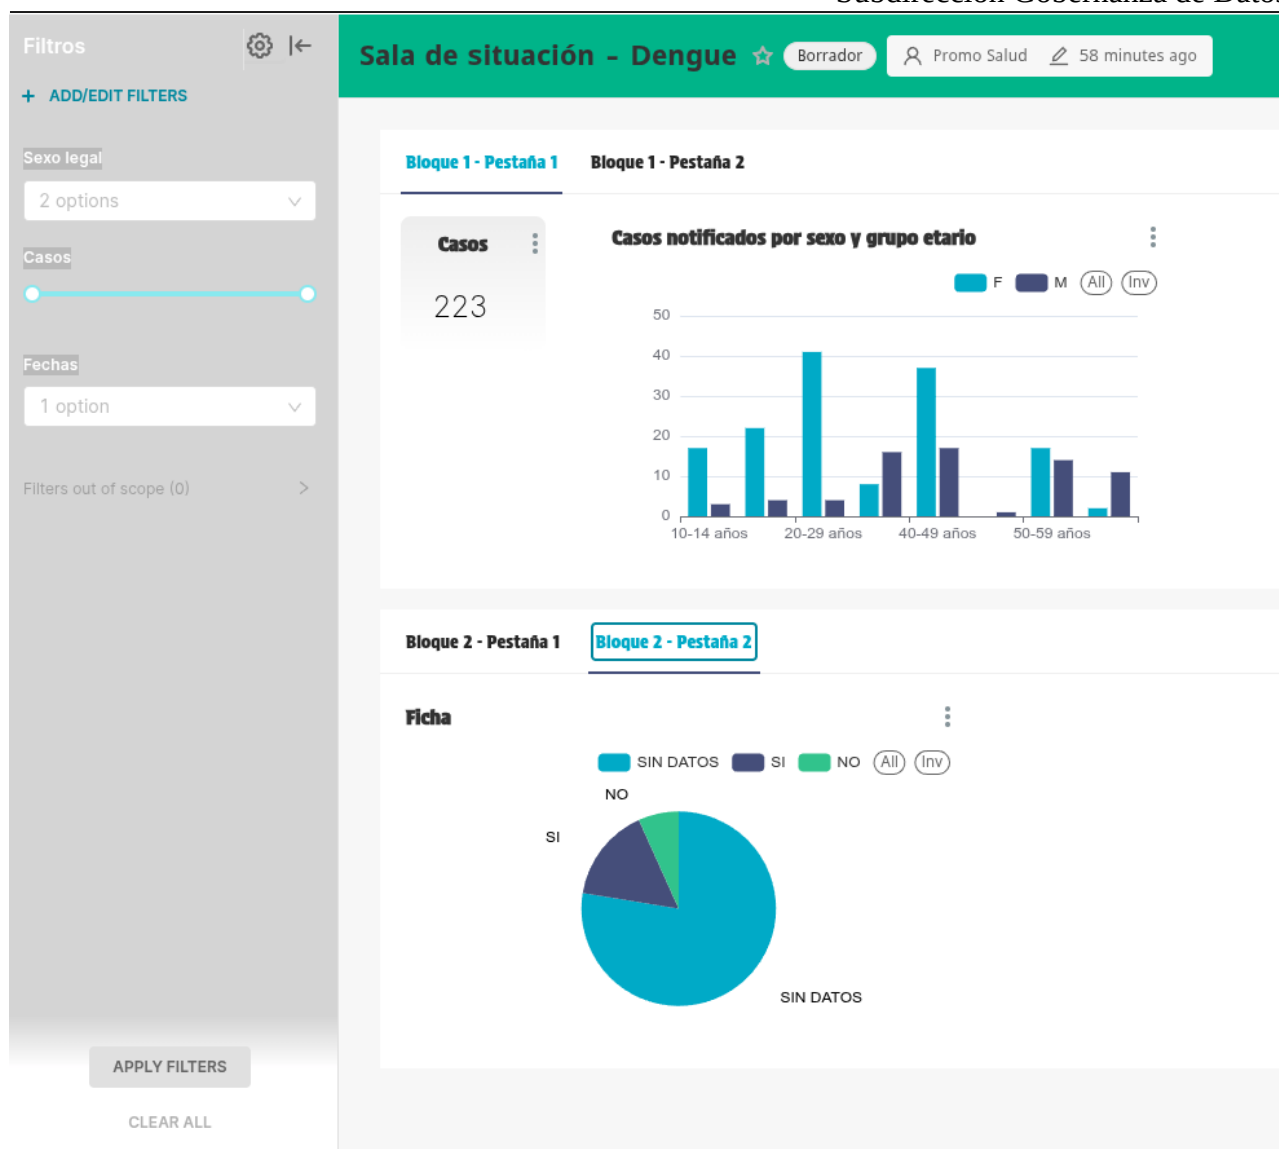 Subdirección Gobernanza de Datos
Filtros
+ ADD/EDIT FILTERS
Sexo legal
2 options
Casos
Fechas
1 option
Filters out of scope (0)
APPLY FILTERS
CLEAR ALL
Sala de situación - Dengue
Borrador
Promo Salud
58 minutes ago
Bloque 1 - Pestaña 1
Bloque 1 - Pestaña 2
Casos
223
Casos notificados por sexo y grupo etario
F
M
All
Inv
50
40
30
20
10
0
10-14 años
20-29 años
40-49 años
50-59 años
Bloque 2 - Pestaña 1
Bloque 2 - Pestaña 2
Ficha
SIN DATOS
SI
NO
All
Inv
NO
SI
SIN DATOS